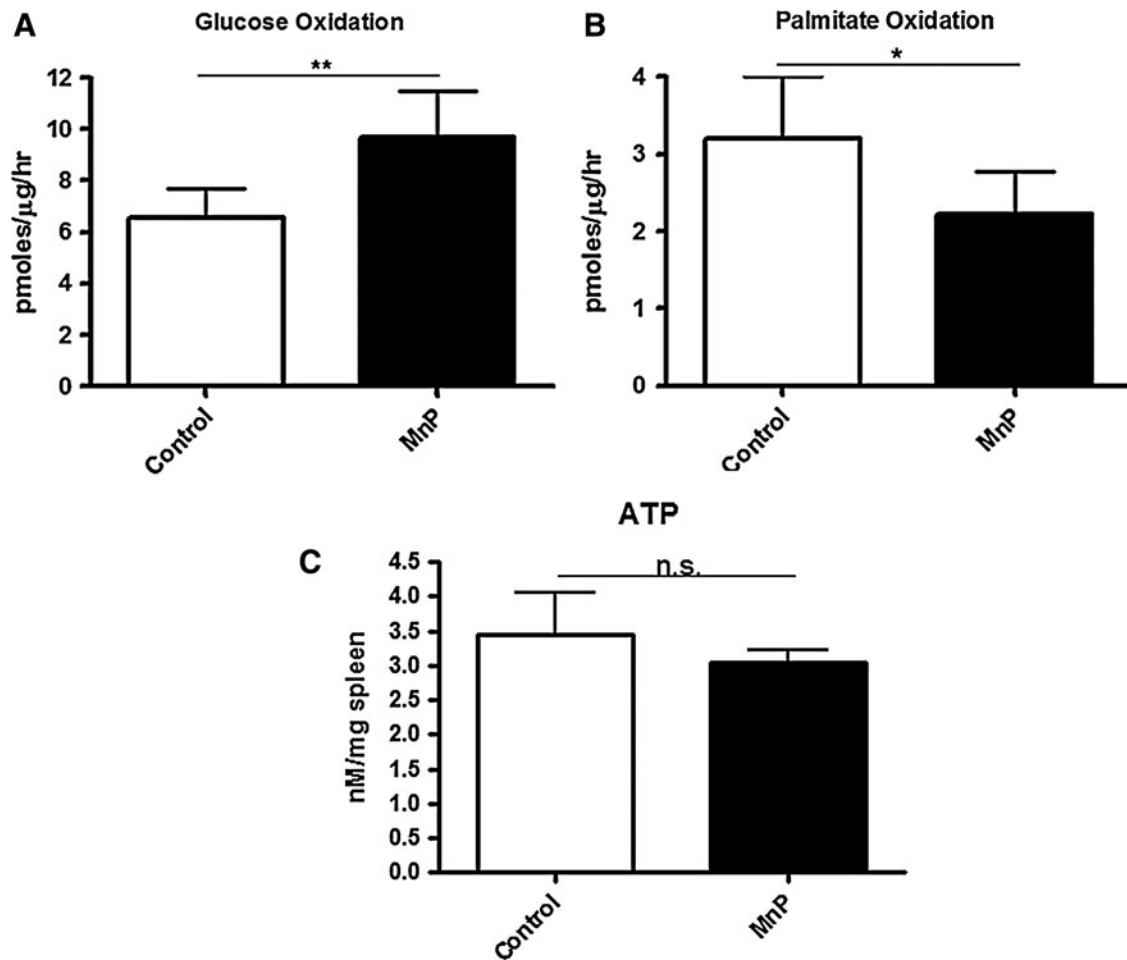 A
Glucose Oxidation
**
12
10
8
6
4
2
0
pmoles/µg/hr
Control
MnP
B
Palmitate Oxidation
*
4
3
2
1
0
pmoles/µg/hr
Control
MnP
ATP
C
n.s.
4.5
4.0
3.5
3.0
2.5
2.0
1.5
1.0
0.5
0.0
nM/mg spleen
Control
MnP